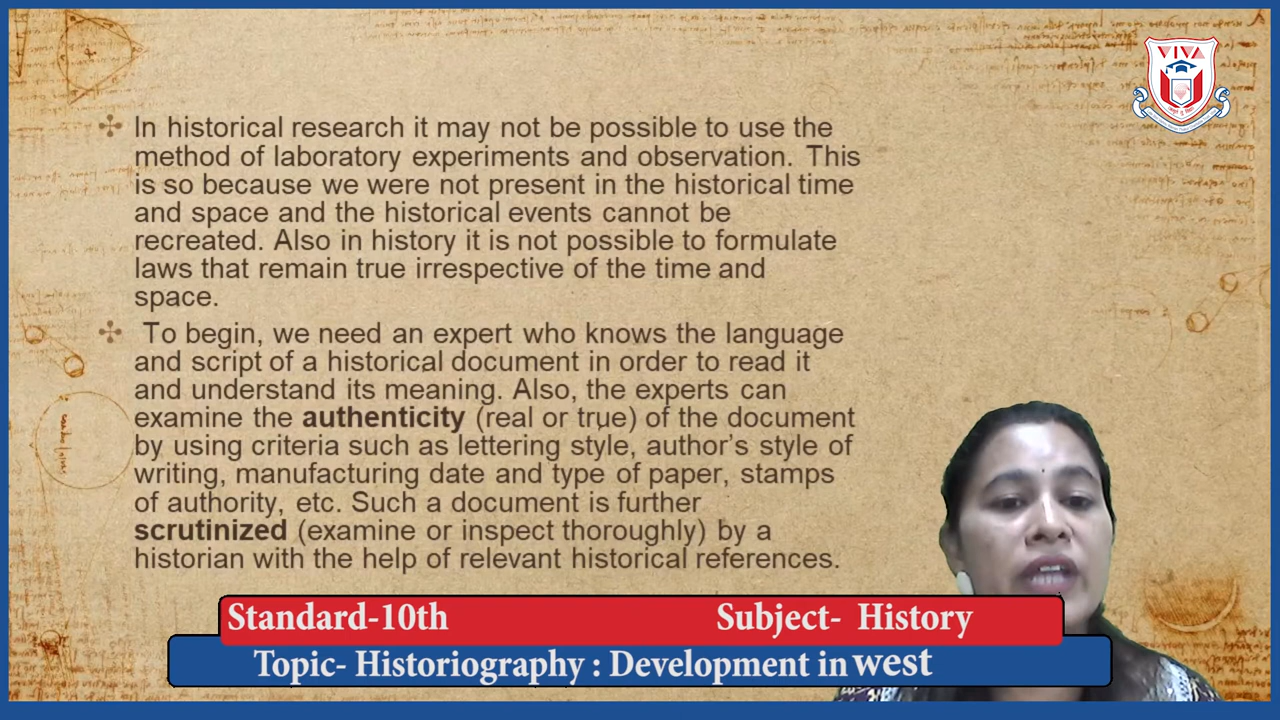 VIVA
In historical research it may not be possible to use the
method of laboratory experiments and observation. This
is so because we were not present in the historical time
and space and the historical events cannot be
recreated. Also in history it is not possible to formulate
laws that remain true irrespective of the time and
space.
To begin, we need an expert who knows the language
and script of a historical document in order to read it
and understand its meaning. Also, the experts can
examine the authenticity (real or true) of the document
by using criteria such as lettering style, author's style of
writing, manufacturing date and type of paper, stamps
of authority, etc. Such a document is further
scrutinized (examine or inspect thoroughly) by a
historian with the help of relevant historical references.
Standard-10th Subject- History
Topic- Historiography : Development in west